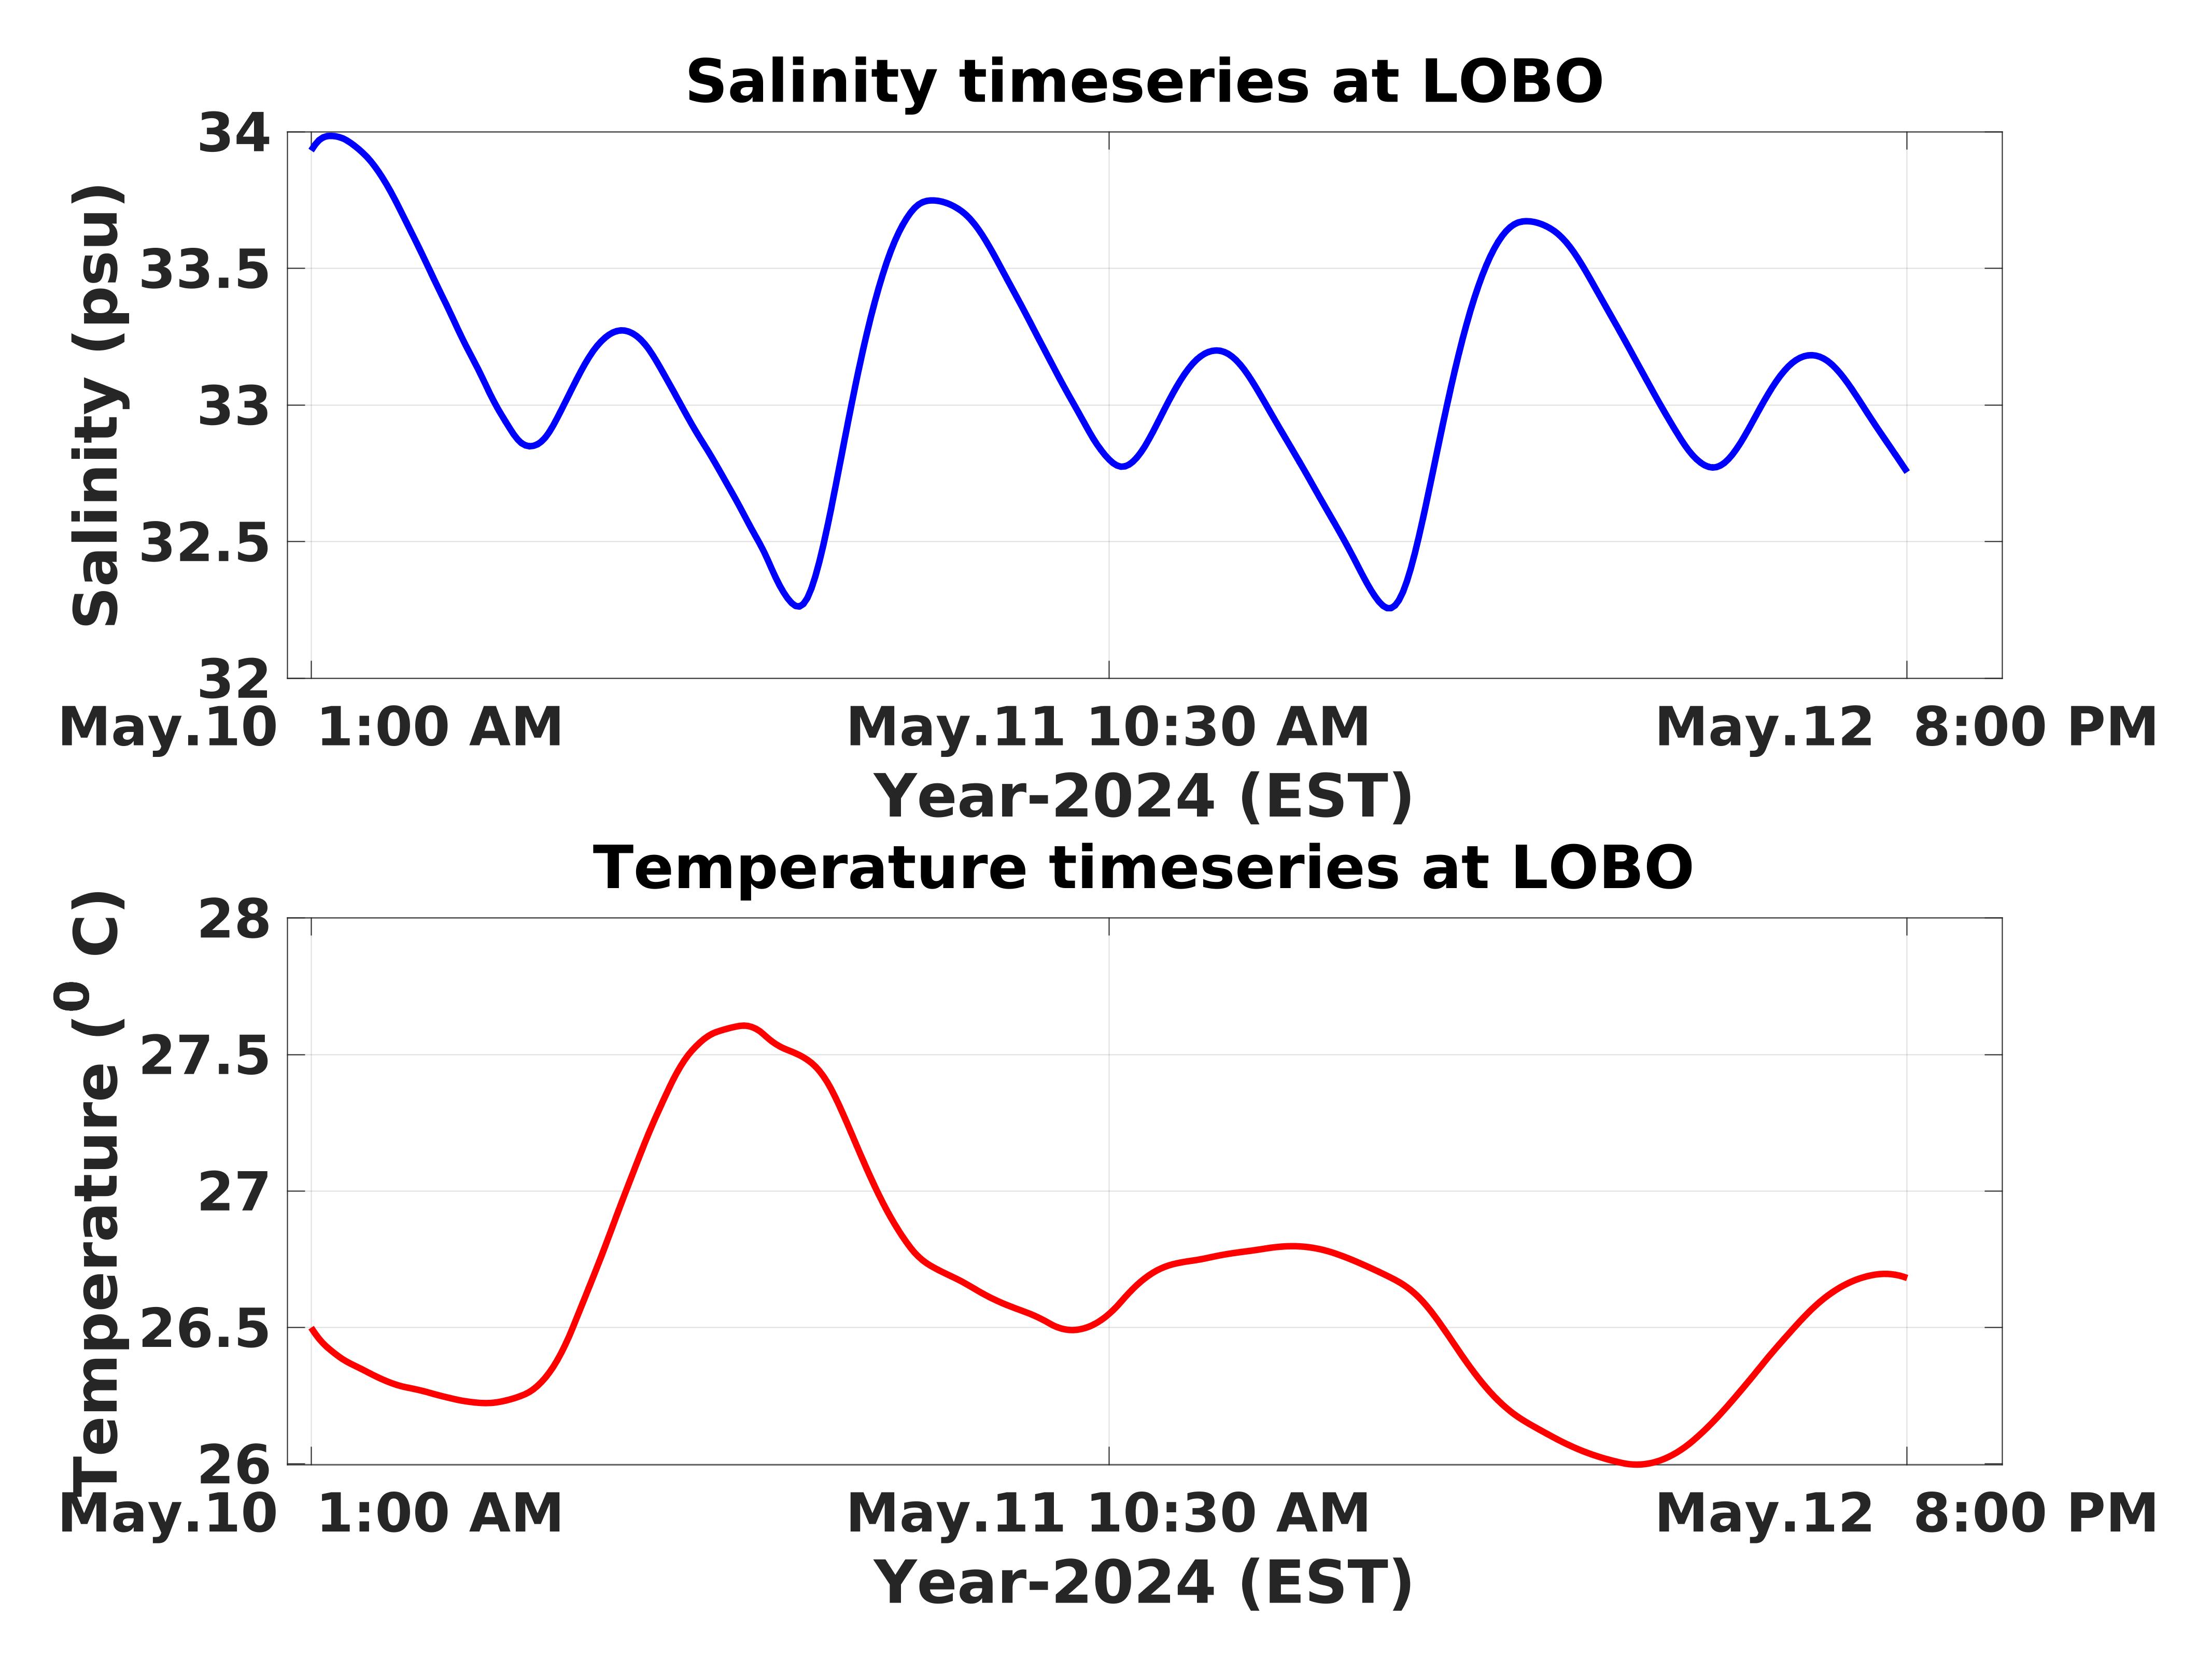 Salinity timeseries at LOBO
Salinity (psu)
34
33.5
33
32.5
32
May.10  1:00 AM
May.11 10:30 AM
May.12  8:00 PM
Year-2024 (EST)
Temperature timeseries at LOBO
Temperature (⁰ C)
28
27.5
27
26.5
26
May.10  1:00 AM
May.11 10:30 AM
May.12  8:00 PM
Year-2024 (EST)